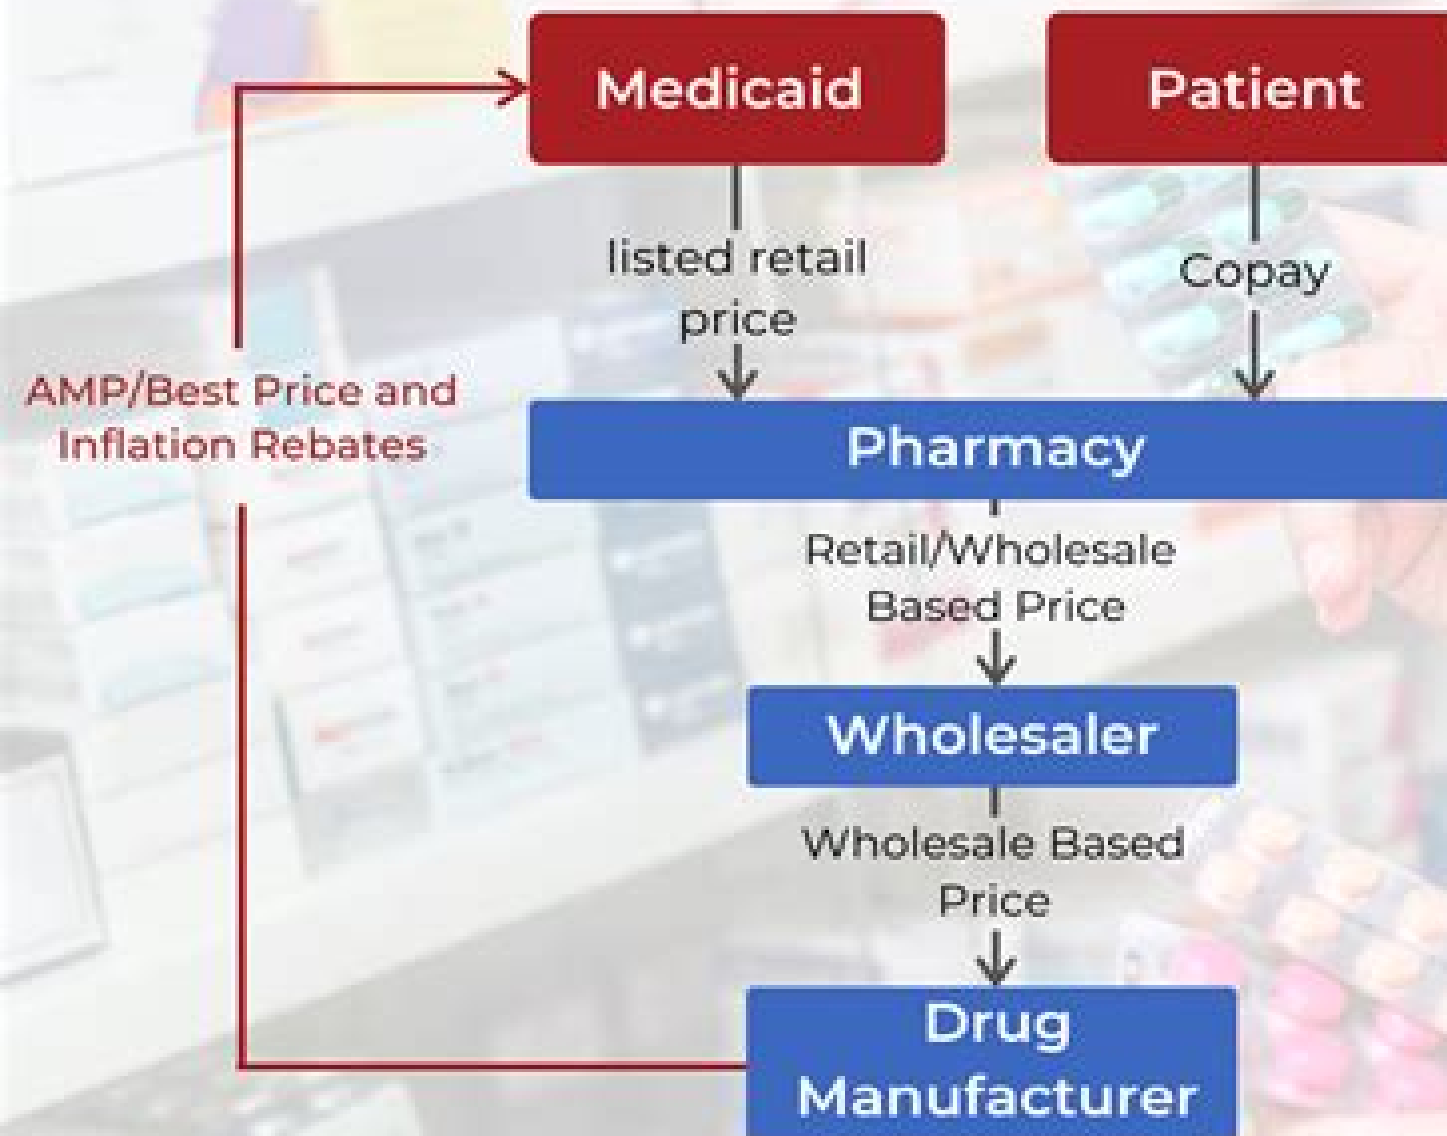 Medicaid
Patient
listed retail
price
Copay
AMP/Best Price and
Inflation Rebates
Pharmacy
Retail/Wholesale
Based Price
Wholesaler
Wholesale Based
Price
Drug
Manufacturer